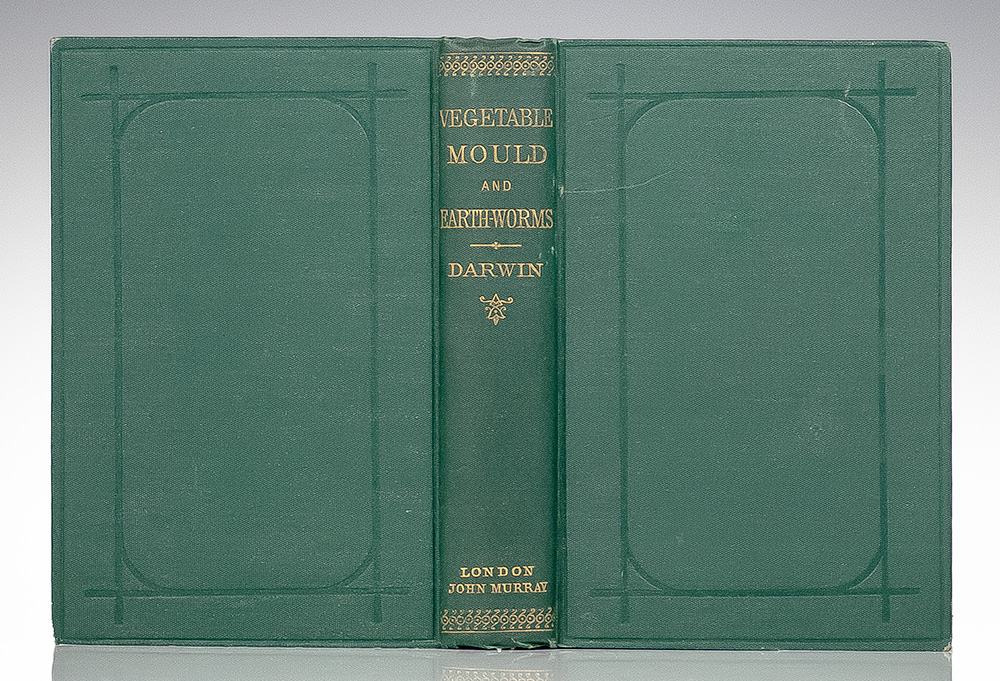 VEGETABLE
MOULD
AND
EARTH-WORMS
DARWIN
LONDON
JOHN MURRAY